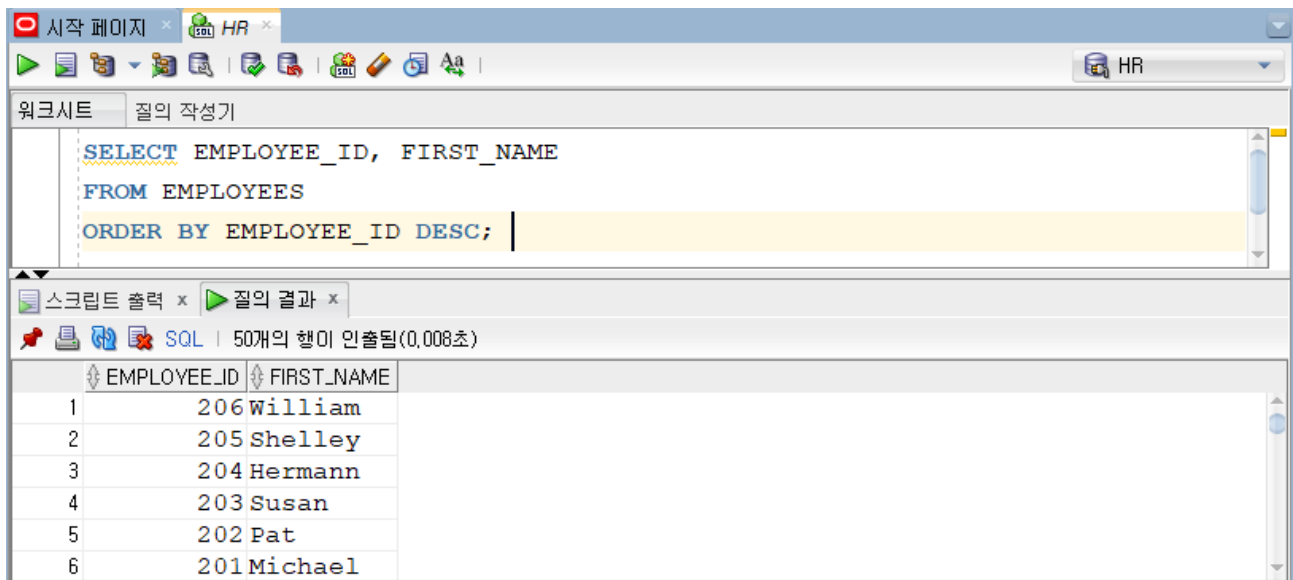 시작 페이지 HR
HR
워크시트 질의 작성기
SELECT EMPLOYEE_ID, FIRST_NAME
FROM EMPLOYEES
ORDER BY EMPLOYEE_ID DESC;
스크립트 출력 x 질의 결과 x
SQL | 50개의 행이 인출됨(0,008초)
EMPLOYEE_ID FIRST_NAME
1 206 William
2 205 Shelley
3 204 Hermann
4 203 Susan
5 202 Pat
6 201 Michael